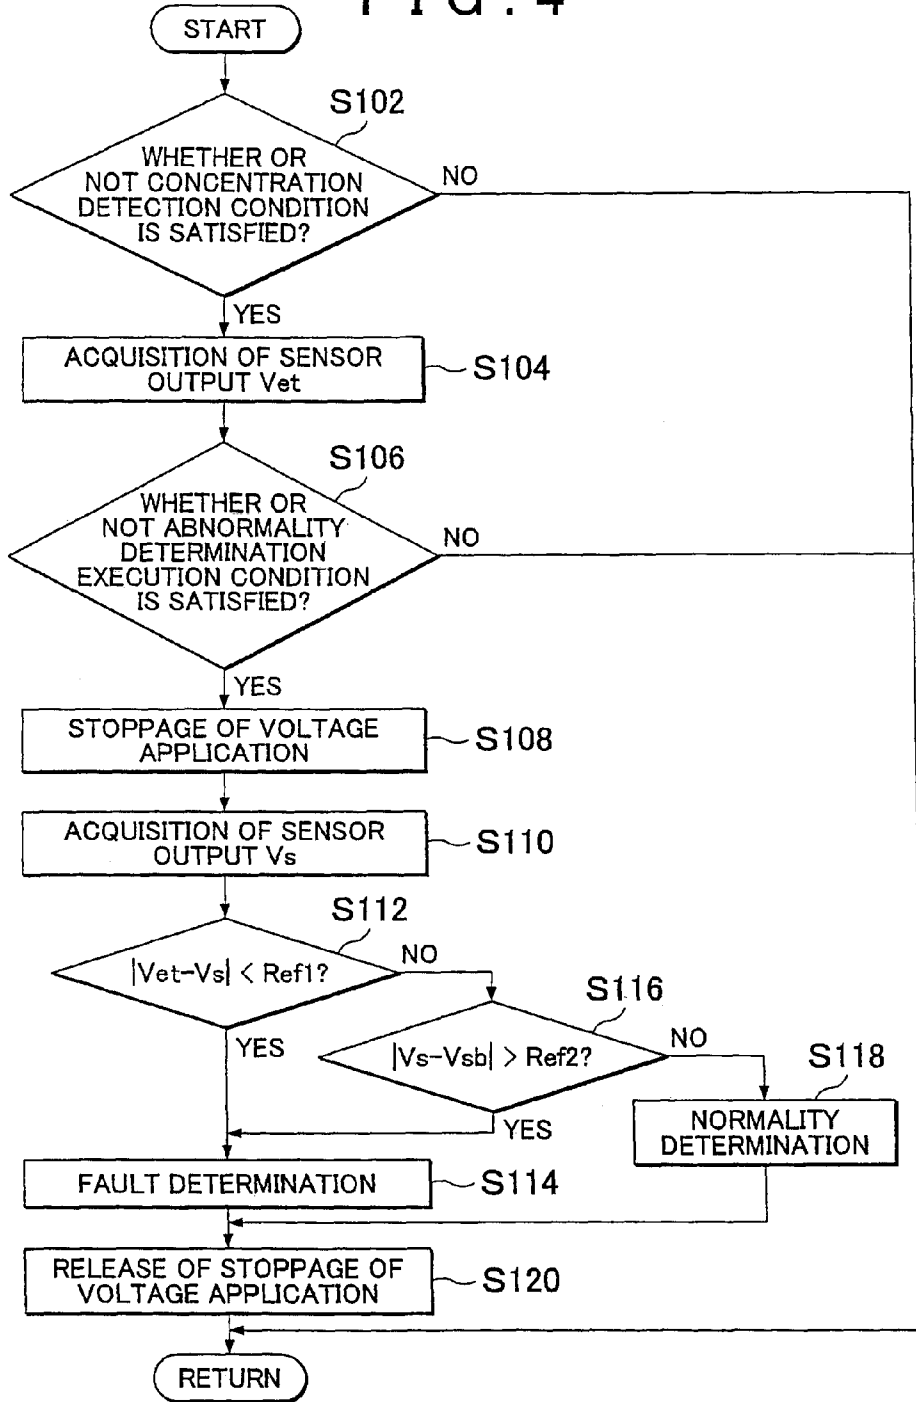 FIG.4
START
S102
WHETHER OR
NOT CONCENTRATION
DETECTION CONDITION
IS SATISFIED?
NO
YES
ACQUISITION OF SENSOR
OUTPUT Vet
S104
S106
WHETHER OR
NOT ABNORMALITY
DETERMINATION
EXECUTION CONDITION
IS SATISFIED?
NO
YES
STOPPAGE OF VOLTAGE
APPLICATION
S108
ACQUISITION OF SENSOR
OUTPUT Vs
S110
S112
|Vet-Vs| < Ref1?
NO
YES
S116
|Vs-Vsb| > Ref2?
NO
YES
S118
NORMALITY
DETERMINATION
FAULT DETERMINATION
S114
RELEASE OF STOPPAGE OF
VOLTAGE APPLICATION
S120
RETURN